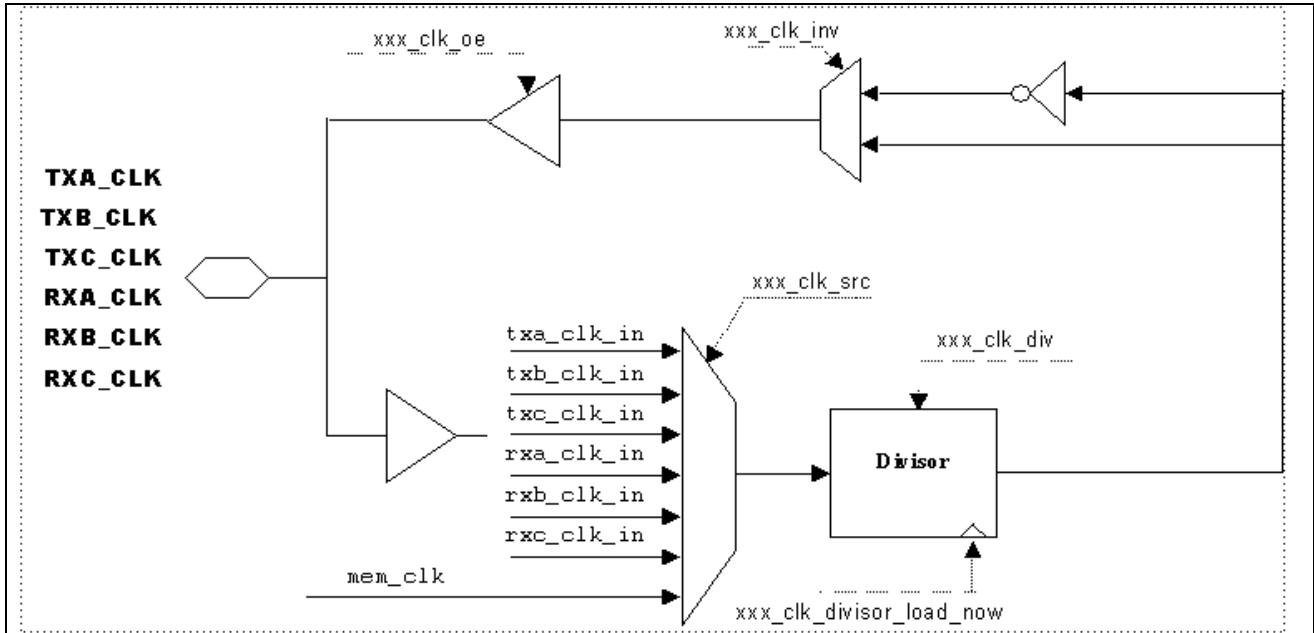 xxx_clk_oe
xxx_clk_inv
TXA_CLK
TXB_CLK
TXC_CLK
RXA_CLK
RXB_CLK
RXC_CLK
xxx_clk_src
txa_clk_in
txb_clk_in
txc_clk_in
rxa_clk_in
rxb_clk_in
rxc_clk_in
mem_clk
xxx_clk_div
Divisor
xxx_clk_divisor_load_now